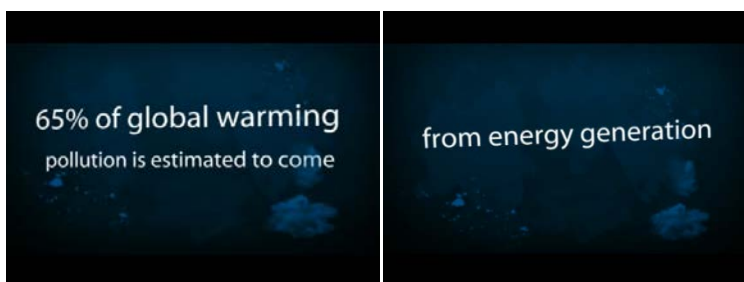 65% of global warming
pollution is estimated to come
from energy generation